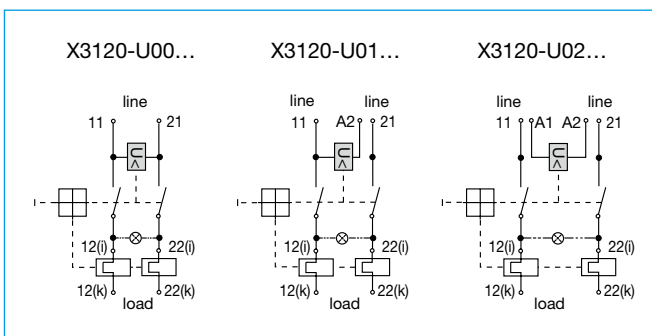 X3120-U00… X3120-U01… X3120-U02…
line line line line line
11 21 11 A2 21 11 A1 A2 21
U< U< U<
12(i) 22(i) 12(i) 22(i) 12(i) 22(i)
12(k) 22(k) 12(k) 22(k) 12(k) 22(k)
load load load